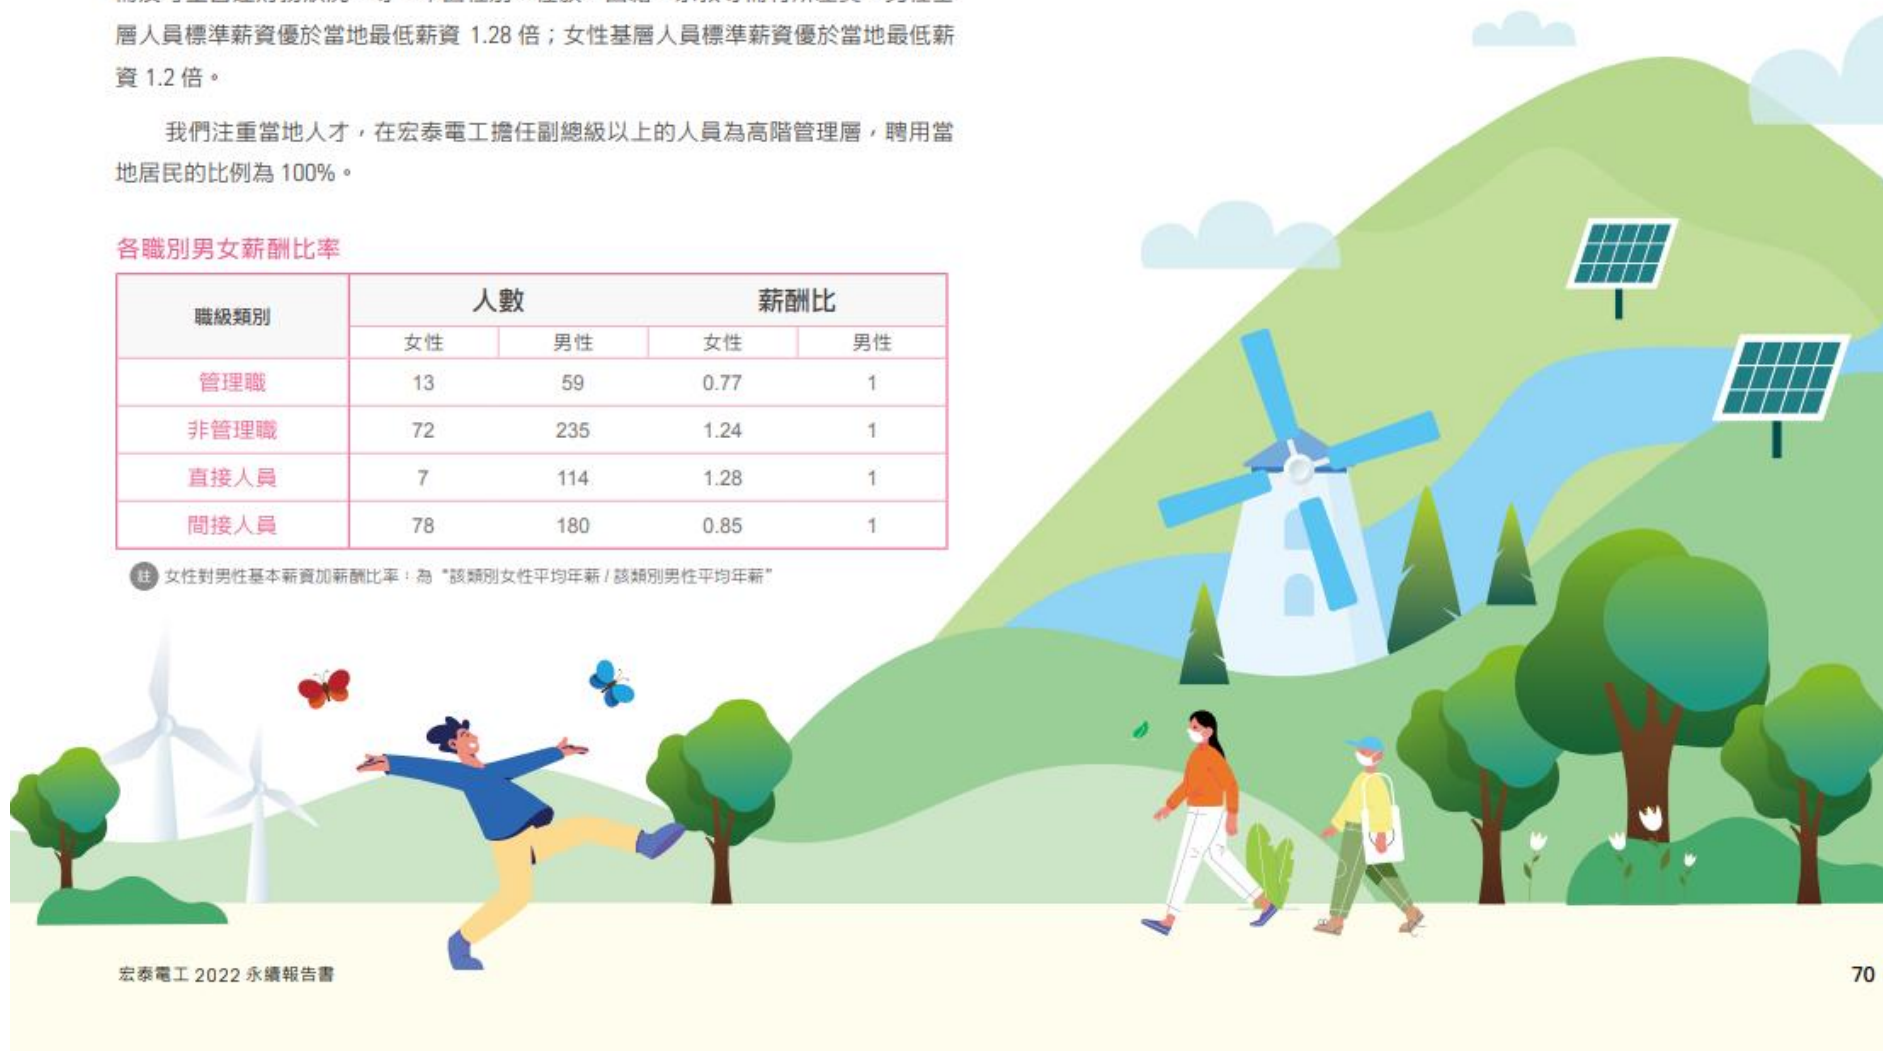 層人員標準薪資優於當地最低薪資 1.28 倍；女性基層人員標準薪資優於當地最低薪
資 1.2 倍。
我們注重當地人才，在宏泰電工擔任副總級以上的人員為高階管理層，聘用當
地居民的比例為 100%。
各職別男女薪酬比率
職級類別 人數 薪酬比
女性 男性 女性 男性
管理職 13 59 0.77 1
非管理職 72 235 1.24 1
直接人員 7 114 1.28 1
間接人員 78 180 0.85 1
註 女性對男性基本薪資加薪酬比率：為“該類別女性平均年薪 / 該類別男性平均年薪”
宏泰電工 2022 永續報告書
70